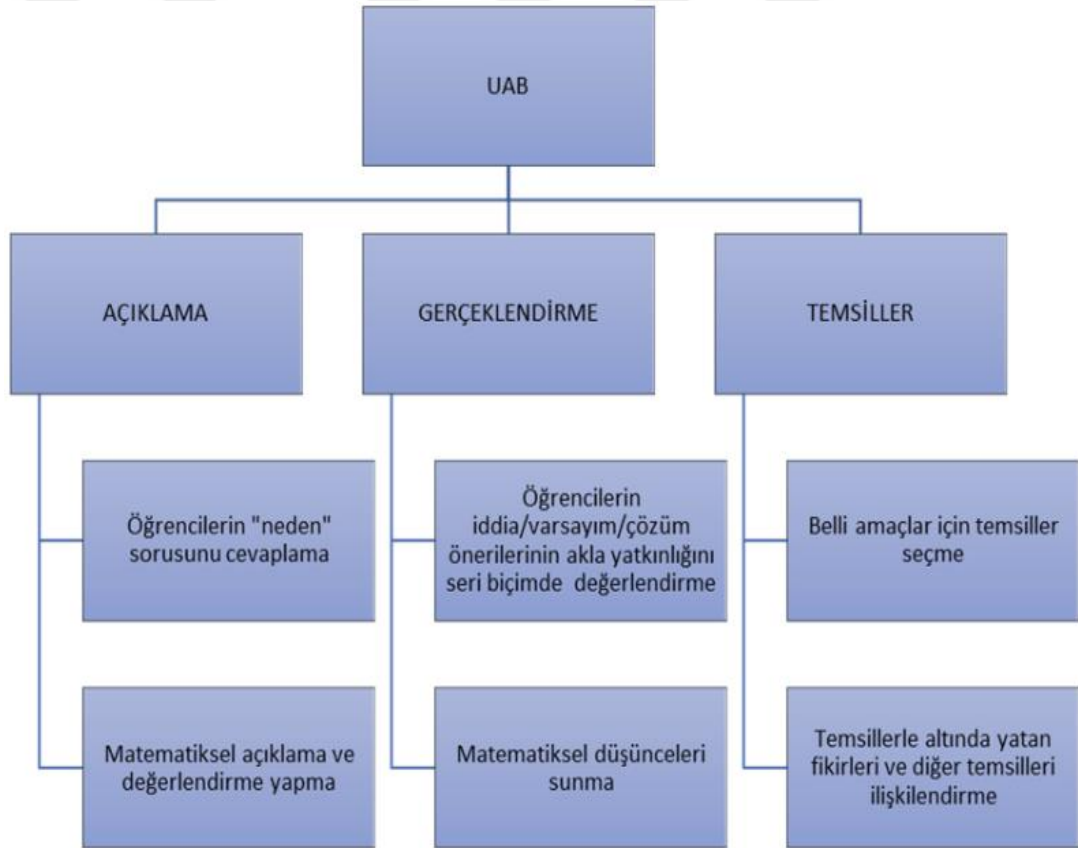 UAB
AÇIKLAMA
Öğrencilerin "neden"
sorusunu cevaplama
Matematiksel açıklama ve
değerlendirme yapma
GERÇEKLENDİRME
Öğrencilerin
iddia/varsayım/çözüm
önerilerinin akla yatkınlığını
seri biçimde değerlendirme
Matematiksel düşünceleri
sunma
TEMSİLLER
Belli amaçlar için temsiller
seçme
Temsillerle altında yatan
fikirleri ve diğer temsilleri
ilişkilendirme